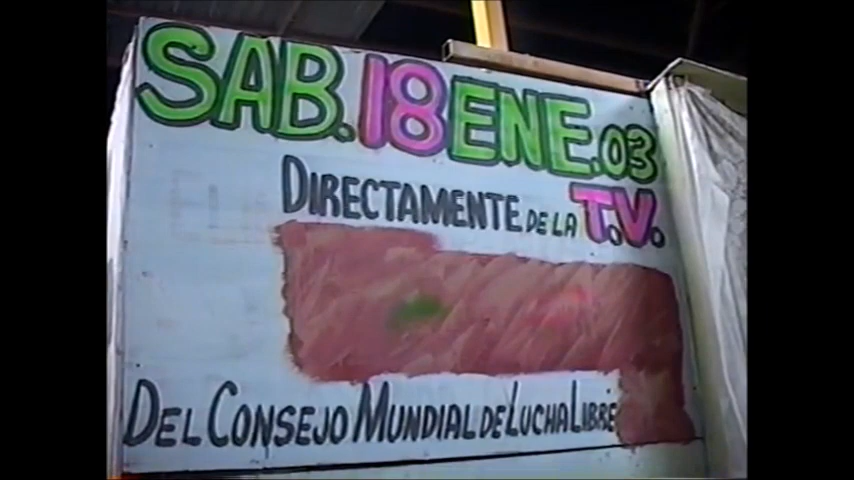 SAB. 18 ENE. 03
DIRECTAMENTE DE LA T.V.
DEL CONSEJO MUNDIAL DE LUCHA LIBRE